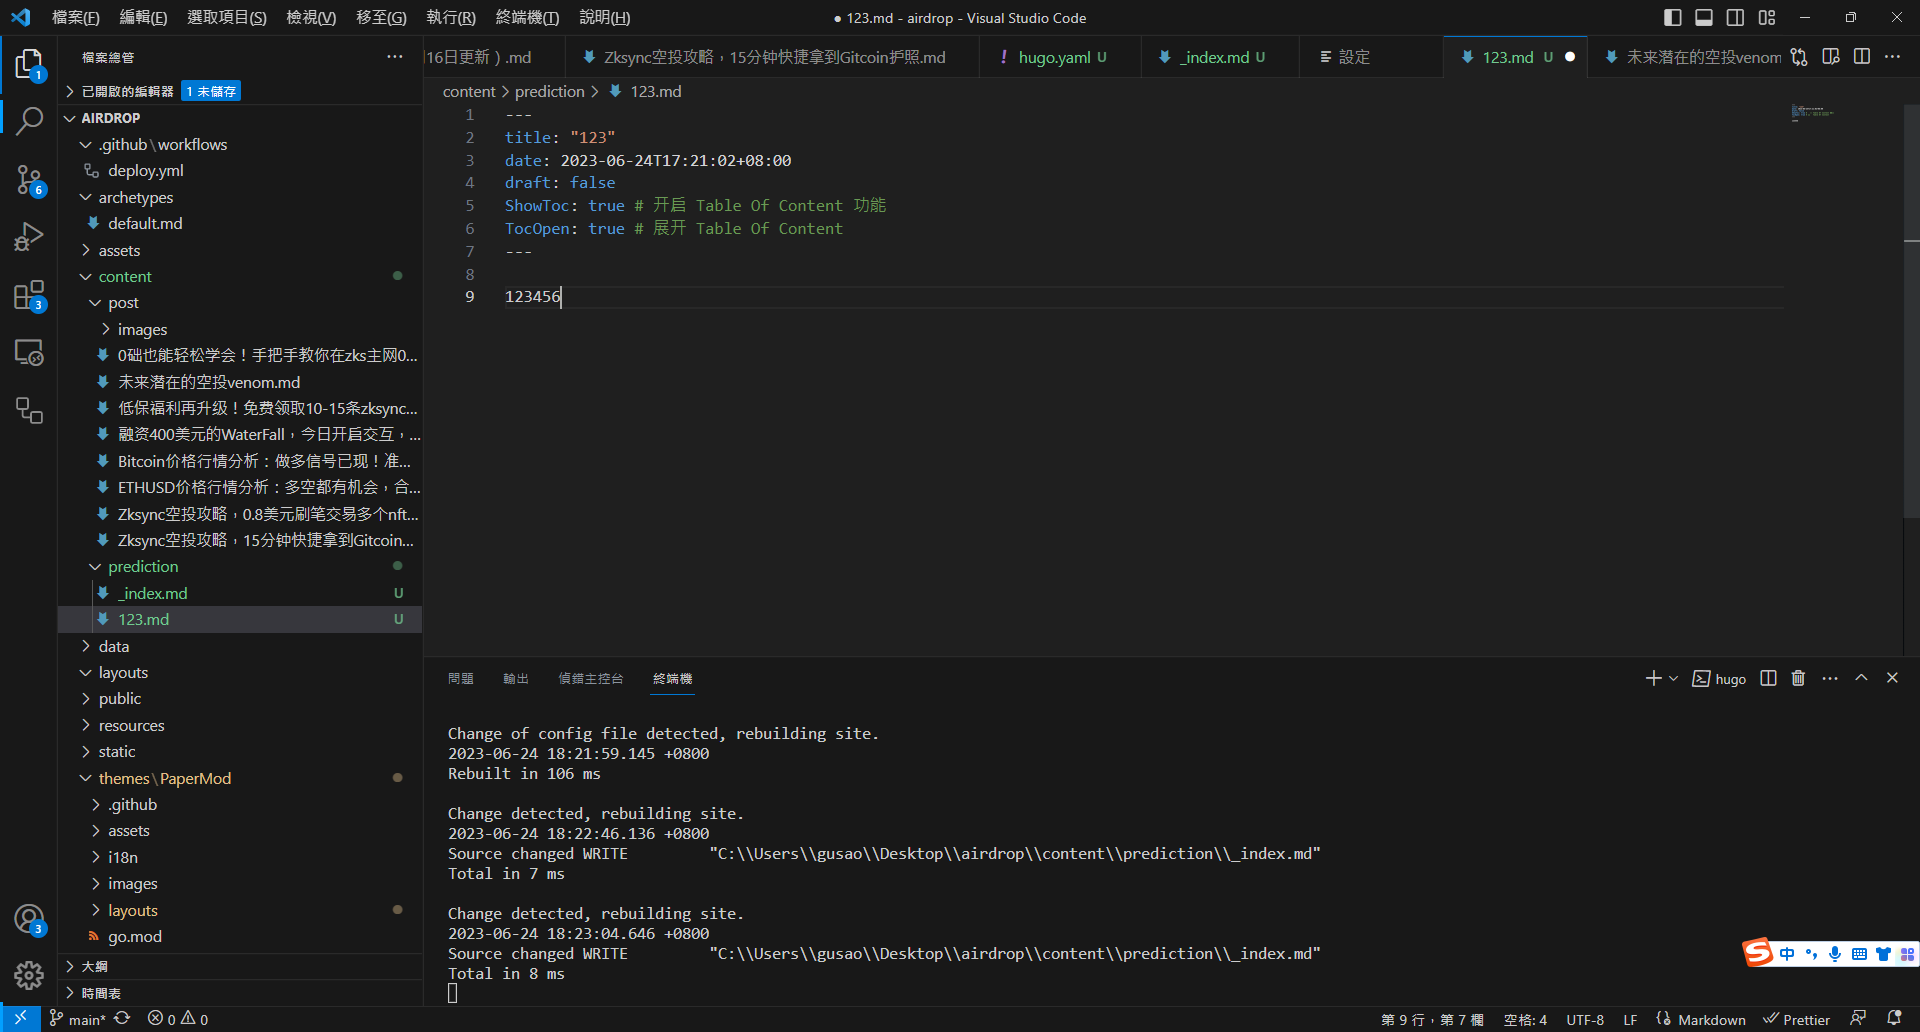 檔案(F) 編輯(E) 選取項目(S) 檢視(V) 移至(G) 執行(R) 終端機(T) 說明(H)
● 123.md - airdrop - Visual Studio Code
檔案總管
已開啟的編輯器 1 未儲存
AIRDROP
.github\workflows
deploy.yml
archetypes
default.md
assets
content
post
images
0础也能轻松学会！手把手教你在zks主网0...
未来潜在的空投venom.md
低保福利再升级！免费领取10-15条zksync...
融资400美元的WaterFall，今日开启交互，...
Bitcoin价格行情分析：做多信号已现！准...
ETHUSD价格行情分析：多空都有机会，合...
Zksync空投攻略，0.8美元刷笔交易多个nft...
Zksync空投攻略，15分钟快捷拿到Gitcoin...
prediction
_index.md U
123.md U
data
layouts
public
resources
static
themes\PaperMod
.github
assets
i18n
images
layouts
go.mod
大綱
時間表
1
6
3
3
16日更新）.md
Zksync空投攻略，15分钟快捷拿到Gitcoin护照.md
! hugo.yaml U
_index.md U
設定
123.md U ●
未来潜在的空投venom
content > prediction > 123.md
1 ---
2 title: "123"
3 date: 2023-06-24T17:21:02+08:00
4 draft: false
5 ShowToc: true # 开启 Table Of Content 功能
6 TocOpen: true # 展开 Table Of Content
7 ---
8
9 123456
問題 輸出 偵錯主控台 終端機
hugo
Change of config file detected, rebuilding site.
2023-06-24 18:21:59.145 +0800
Rebuilt in 106 ms
Change detected, rebuilding site.
2023-06-24 18:22:46.136 +0800
Source changed WRITE "C:\\Users\\gusao\\Desktop\\airdrop\\content\\prediction\\_index.md"
Total in 7 ms
Change detected, rebuilding site.
2023-06-24 18:23:04.646 +0800
Source changed WRITE "C:\\Users\\gusao\\Desktop\\airdrop\\content\\prediction\\_index.md"
Total in 8 ms
S 中
main* 0 0
第 9 行，第 7 欄 空格: 4 UTF-8 LF Markdown Prettier